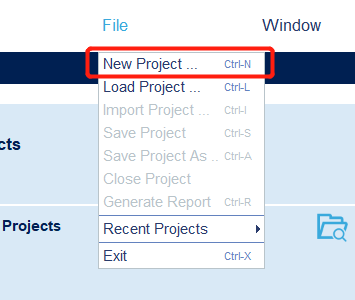 File Window
New Project ... Ctrl-N
Load Project ... Ctrl-L
Import Project ... Ctrl-I
cts
Save Project Ctrl-S
Save Project As .. Ctrl-A
Close Project
Generate Report Ctrl-R
Projects
Recent Projects
Exit Ctrl-X